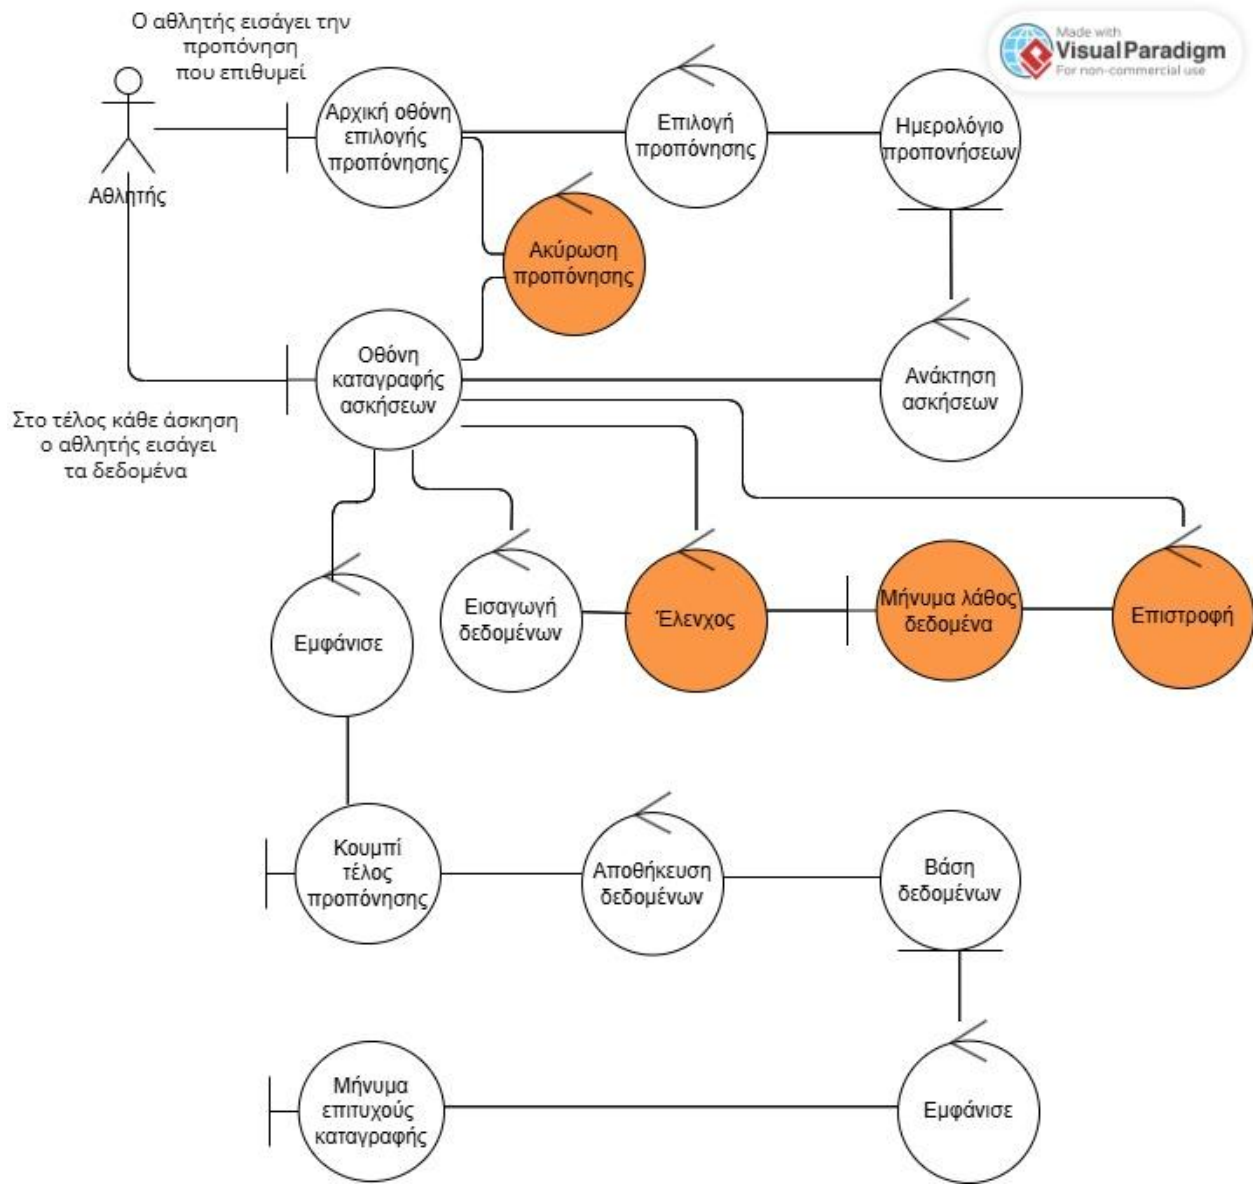 Ο αθλητής εισάγει την
προπόνηση
που επιθυμεί
Made with
Visual Paradigm
For non-commercial use
Αθλητής
Αρχική οθόνη
επιλογής
προπόνησης
Επιλογή
προπόνησης
Ημερολόγιο
προπονήσεων
Ακύρωση
προπόνησης
Οθόνη
καταγραφής
ασκήσεων
Ανάκτηση
ασκήσεων
Στο τέλος κάθε άσκηση
ο αθλητής εισάγει
τα δεδομένα
Εμφάνισε
Εισαγωγή
δεδομένων
Έλενχος
Μήνυμα λάθος
δεδομένα
Επιστροφή
Κουμπί
τέλος
προπόνησης
Αποθήκευση
δεδομένων
Βάση
δεδομένων
Μήνυμα
επιτυχούς
καταγραφής
Εμφάνισε